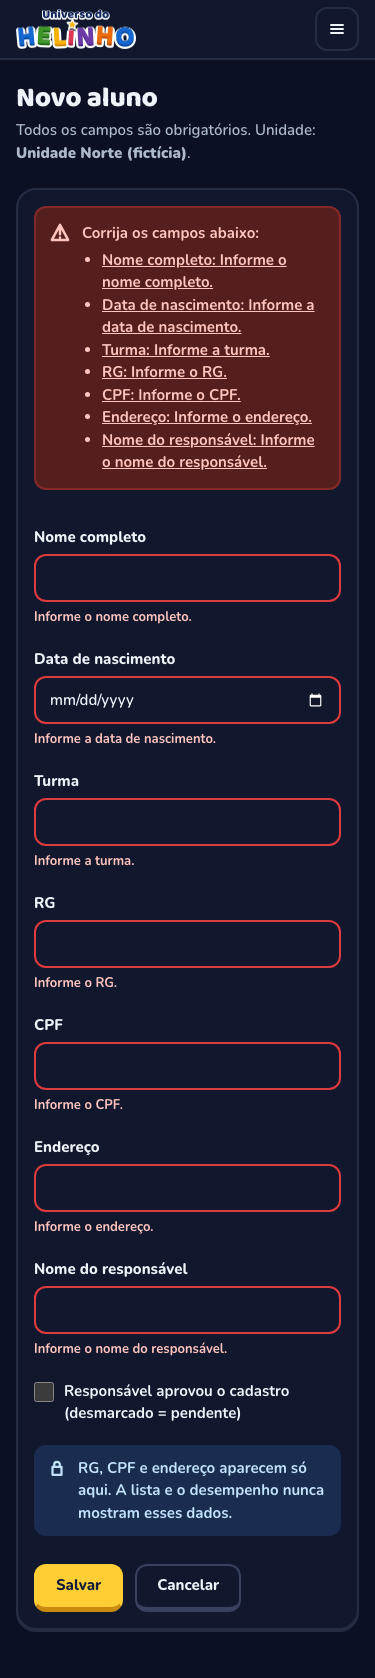 Universo do
HELiNHO
Novo aluno
Todos os campos são obrigatórios. Unidade:
Unidade Norte (fictícia).
Corrija os campos abaixo:
• Nome completo: Informe o
nome completo.
• Data de nascimento: Informe a
data de nascimento.
• Turma: Informe a turma.
• RG: Informe o RG.
• CPF: Informe o CPF.
• Endereço: Informe o endereço.
• Nome do responsável: Informe
o nome do responsável.
Nome completo
Informe o nome completo.
Data de nascimento
mm/dd/yyyy
Informe a data de nascimento.
Turma
Informe a turma.
RG
Informe o RG.
CPF
Informe o CPF.
Endereço
Informe o endereço.
Nome do responsável
Informe o nome do responsável.
Responsável aprovou o cadastro
(desmarcado = pendente)
RG, CPF e endereço aparecem só
aqui. A lista e o desempenho nunca
mostram esses dados.
Salvar Cancelar